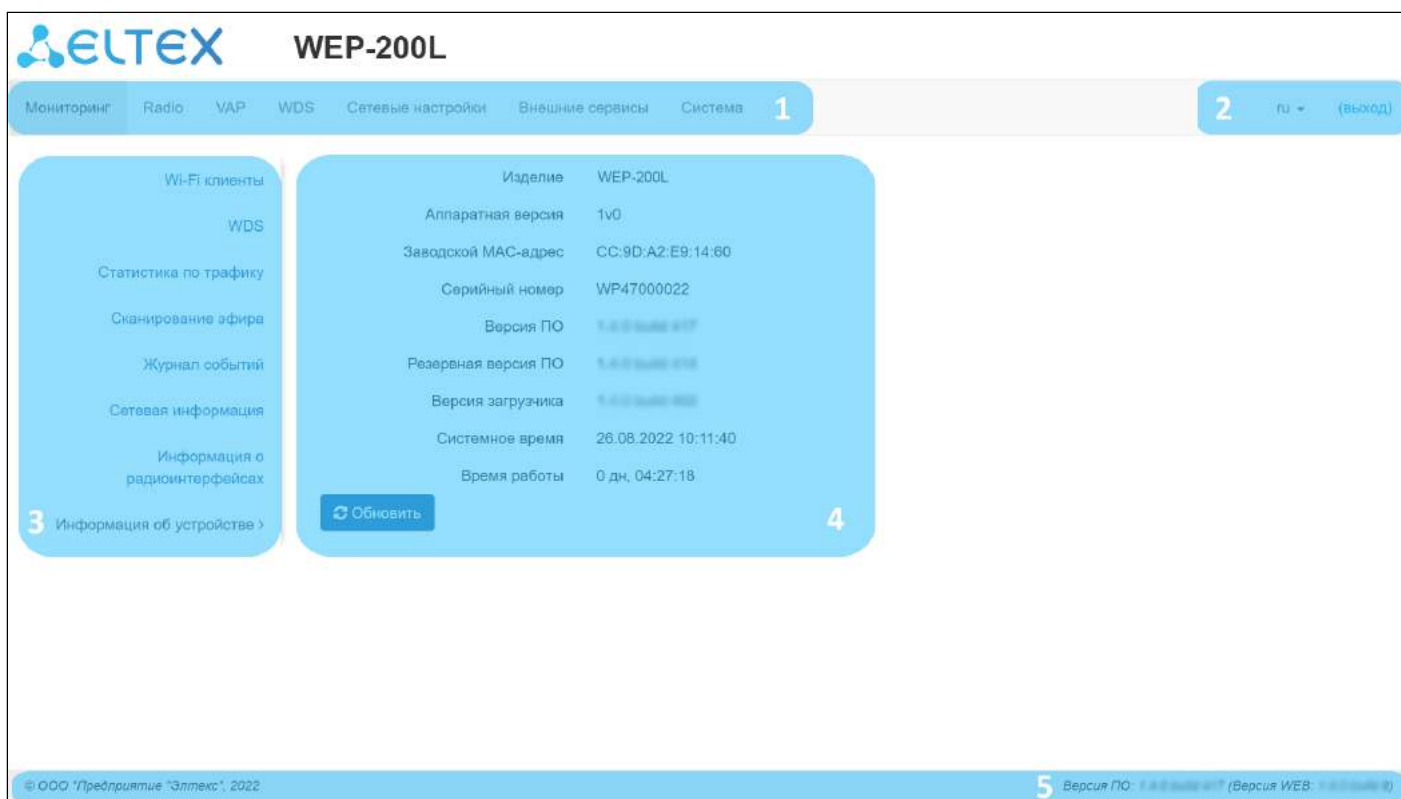 ELTEX WEP-200L
Мониторинг Radio VAP WDS Сетевые настройки Внешние сервисы Система 1 2 ru (выход)
Wi-Fi клиенты
WDS
Статистика по трафику
Сканирование эфира
Журнал событий
Сетевая информация
Информация о
радиоинтерфейсах
3 Информация об устройстве >
Изделие WEP-200L
Аппаратная версия 1v0
Заводской MAC-адрес CC:9D:A2:E9:14:60
Серийный номер WP47000022
Версия ПО
Резервная версия ПО
Версия загрузчика
Системное время 26.08.2022 10:11:40
Время работы 0 дн, 04:27:18
Обновить 4
© ООО "Предприятие "Элтекс", 2022 5 Версия ПО: (Версия WEB: )